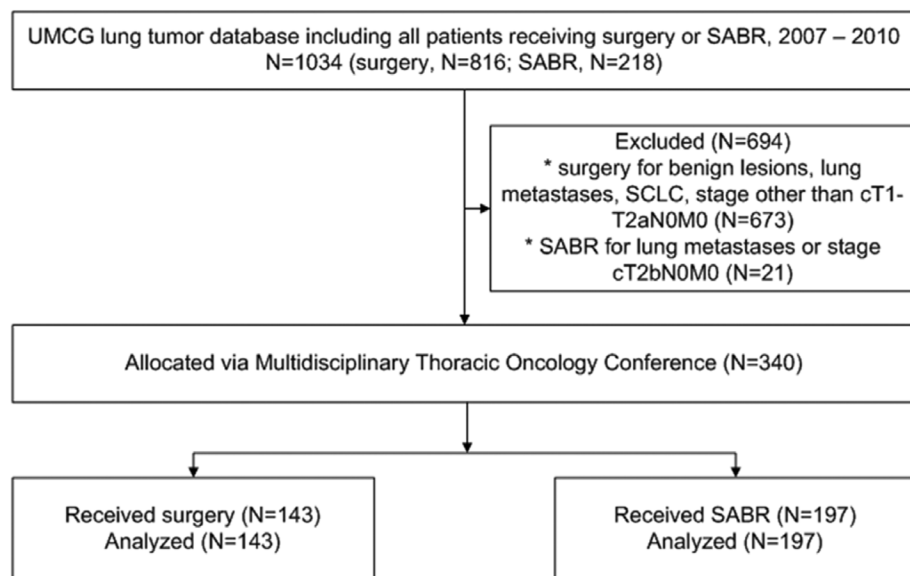 UMCG lung tumor database including all patients receiving surgery or SABR, 2007 – 2010
N=1034 (surgery, N=816; SABR, N=218)
Excluded (N=694)
* surgery for benign lesions, lung
metastases, SCLC, stage other than cT1-
T2aN0M0 (N=673)
* SABR for lung metastases or stage
cT2bN0M0 (N=21)
Allocated via Multidisciplinary Thoracic Oncology Conference (N=340)
Received surgery (N=143)
Analyzed (N=143)
Received SABR (N=197)
Analyzed (N=197)